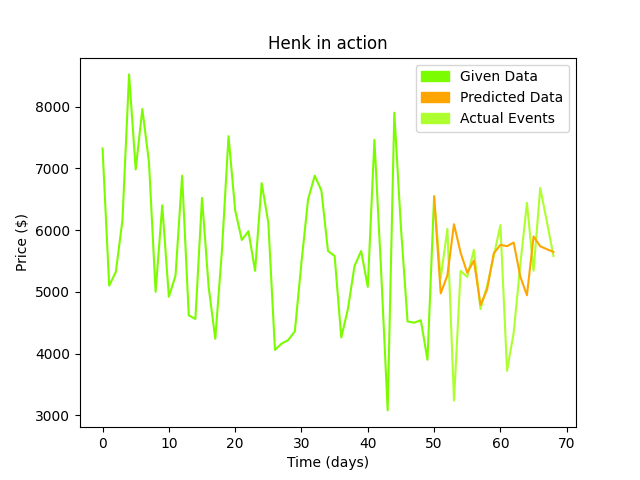 Henk in action
Given Data
Predicted Data
Actual Events
Price ($)
8000
7000
6000
5000
4000
3000
0 10 20 30 40 50 60 70
Time (days)